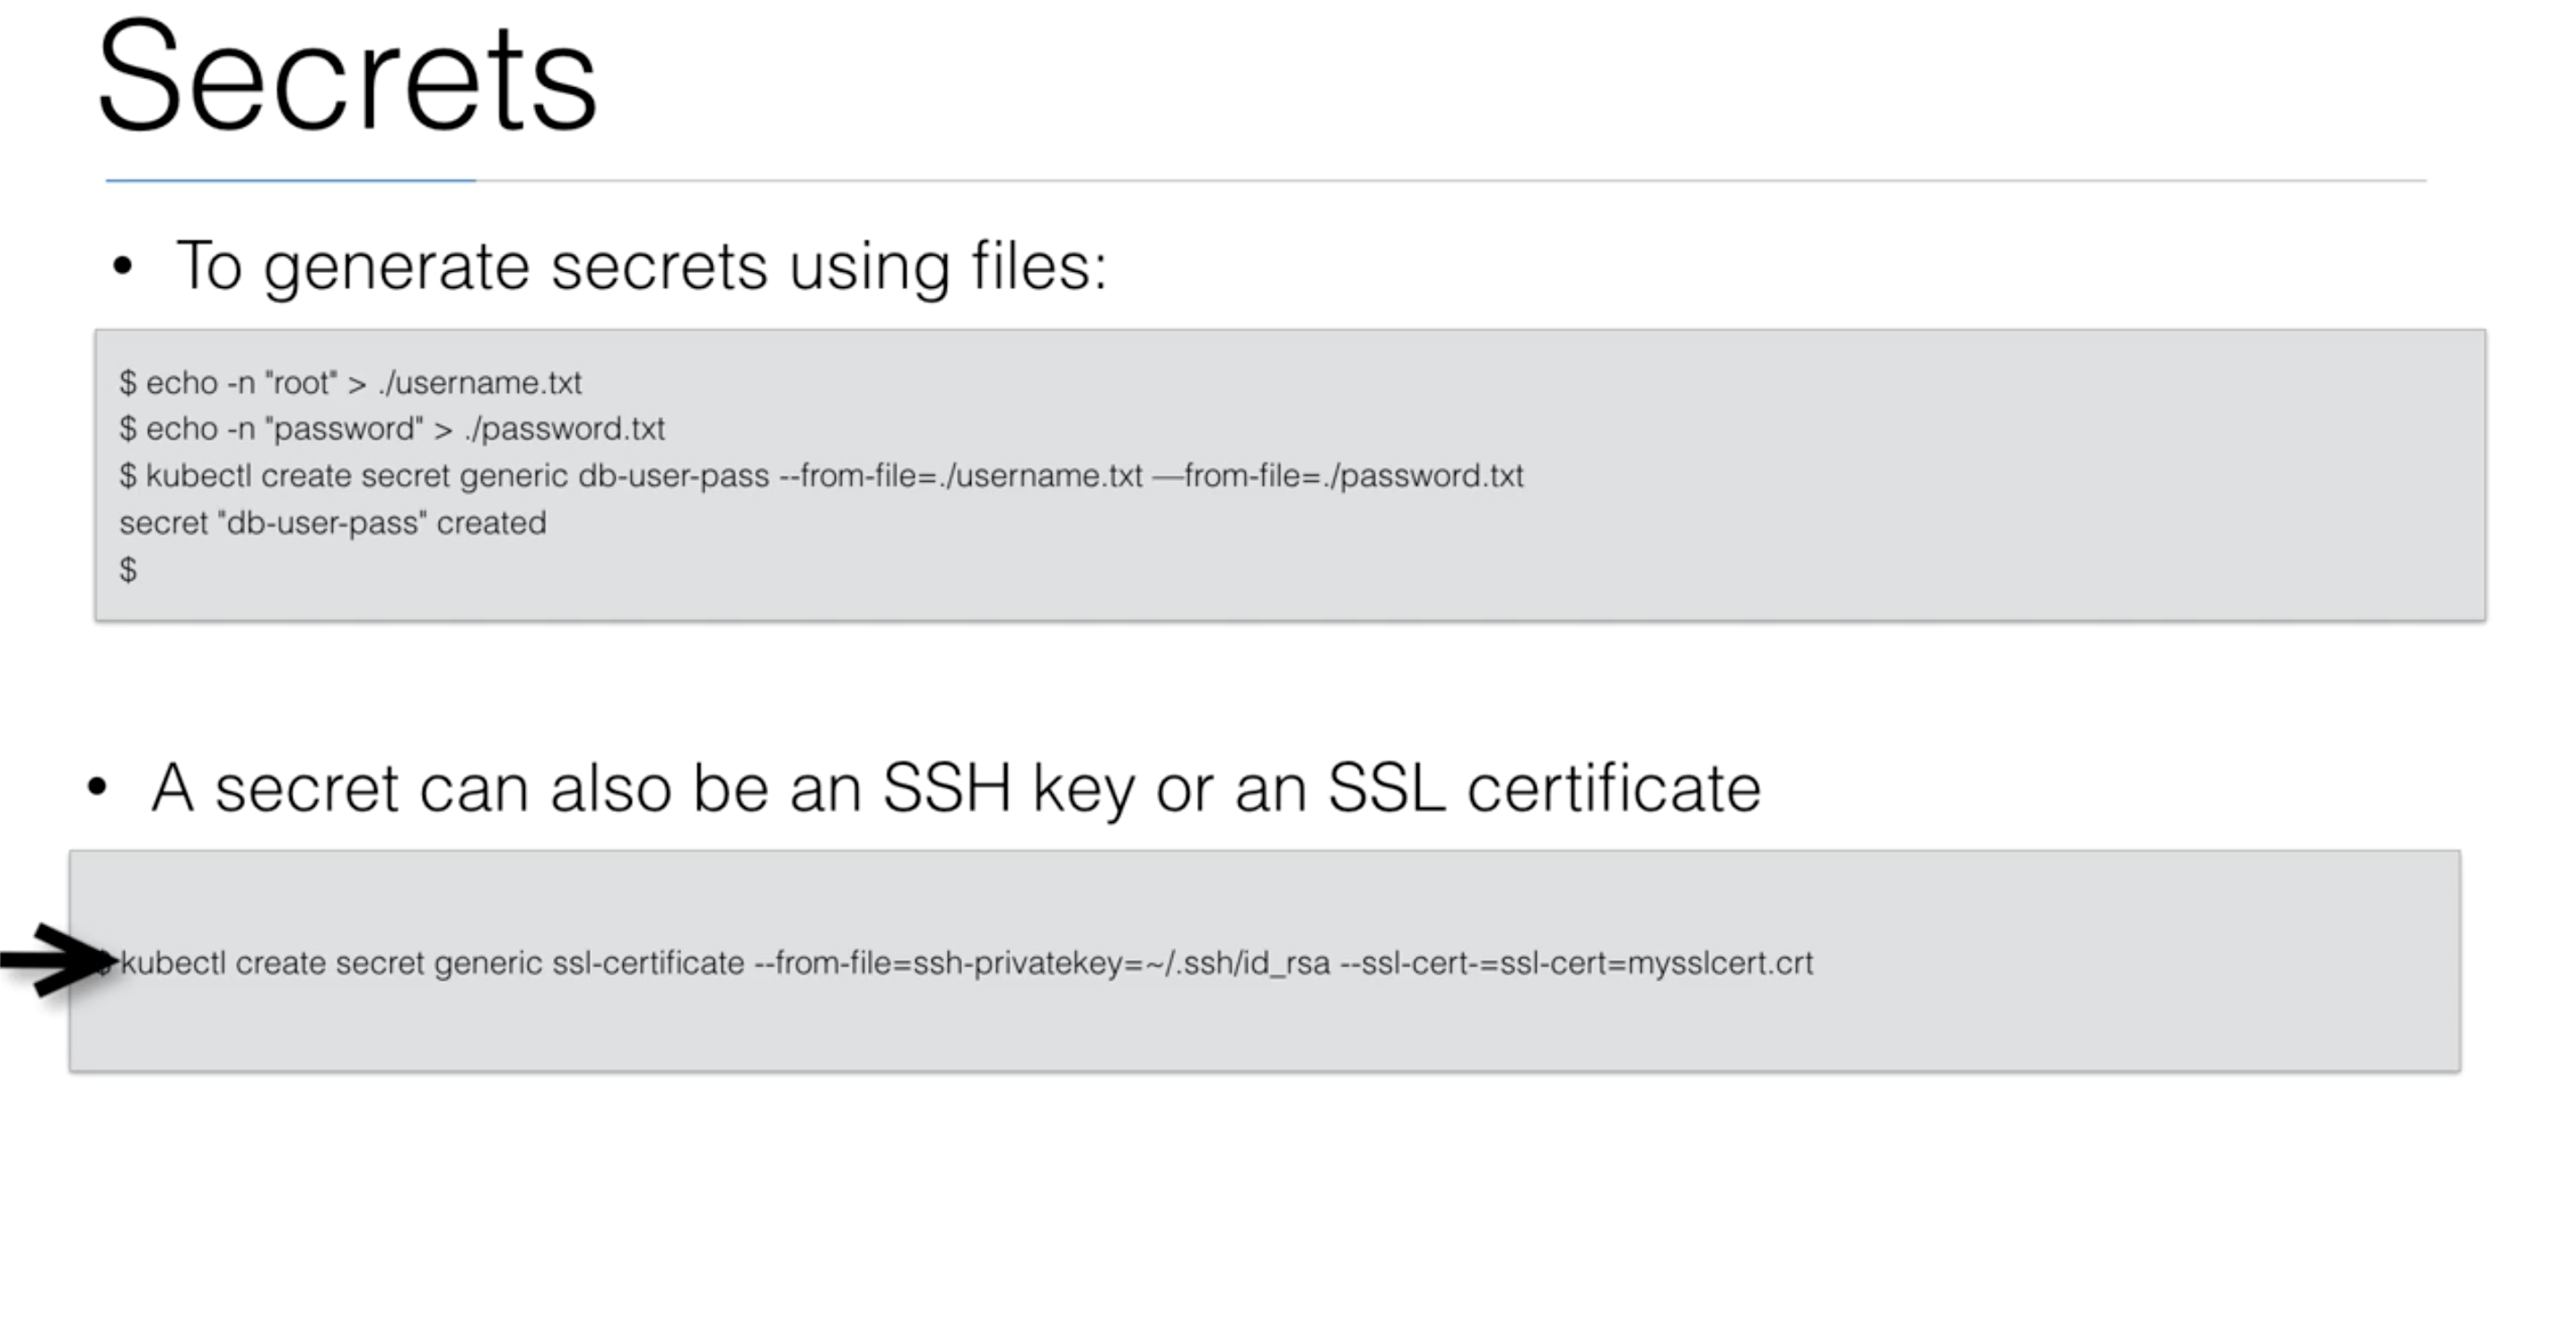 Secrets
• To generate secrets using files:
$ echo -n "root" > ./username.txt
$ echo -n "password" > ./password.txt
$ kubectl create secret generic db-user-pass --from-file=./username.txt —from-file=./password.txt
secret "db-user-pass" created
$
• A secret can also be an SSH key or an SSL certificate
$ kubectl create secret generic ssl-certificate --from-file=ssh-privatekey=~/.ssh/id_rsa --ssl-cert-=ssl-cert=mysslcert.crt